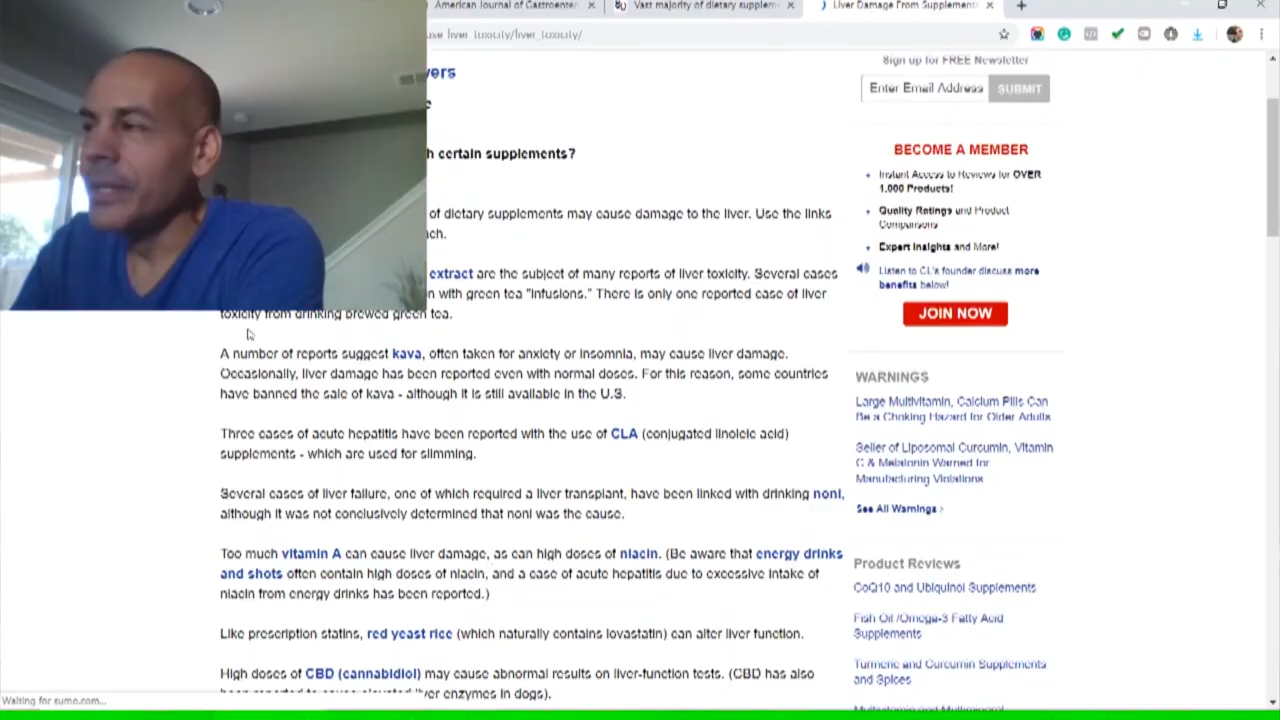 American Journal of Gastroenter
Vast majority of dietary supplem
Liver Damage From Supplements
use liver_toxicity/liver_toxicity/
vers
e
h certain supplements?
of dietary supplements may cause damage to the liver. Use the links
ach.
extract are the subject of many reports of liver toxicity. Several cases
n with green tea "infusions." There is only one reported case of liver
toxicity from drinking brewed green tea.
A number of reports suggest kava, often taken for anxiety or insomnia, may cause liver damage.
Occasionally, liver damage has been reported even with normal doses. For this reason, some countries
have banned the sale of kava - although it is still available in the U.S.
Three cases of acute hepatitis have been reported with the use of CLA (conjugated linoleic acid)
supplements - which are used for slimming.
Several cases of liver failure, one of which required a liver transplant, have been linked with drinking noni,
although it was not conclusively determined that noni was the cause.
Too much vitamin A can cause liver damage, as can high doses of niacin. (Be aware that energy drinks
and shots often contain high doses of niacin, and a case of acute hepatitis due to excessive intake of
niacin from energy drinks has been reported.)
Like prescription statins, red yeast rice (which naturally contains lovastatin) can alter liver function.
High doses of CBD (cannabidiol) may cause abnormal results on liver-function tests. (CBD has also
been reported to cause elevated liver enzymes in dogs).
Sign up for FREE Newsletter
Enter Email Address SUBMIT
BECOME A MEMBER
Instant Access to Reviews for OVER
1,000 Products!
Quality Ratings and Product
Comparisons
Expert Insights and More!
Listen to CL's founder discuss more
benefits below!
JOIN NOW
WARNINGS
Large Multivitamin, Calcium Pills Can
Be a Choking Hazard for Older Adults
Seller of Liposomal Curcumin, Vitamin
C & Melatonin Warned for
Manufacturing Violations
See All Warnings ›
Product Reviews
CoQ10 and Ubiquinol Supplements
Fish Oil /Omega-3 Fatty Acid
Supplements
Turmeric and Curcumin Supplements
and Spices
Multivitamin and Multimineral
Waiting for sumo.com...